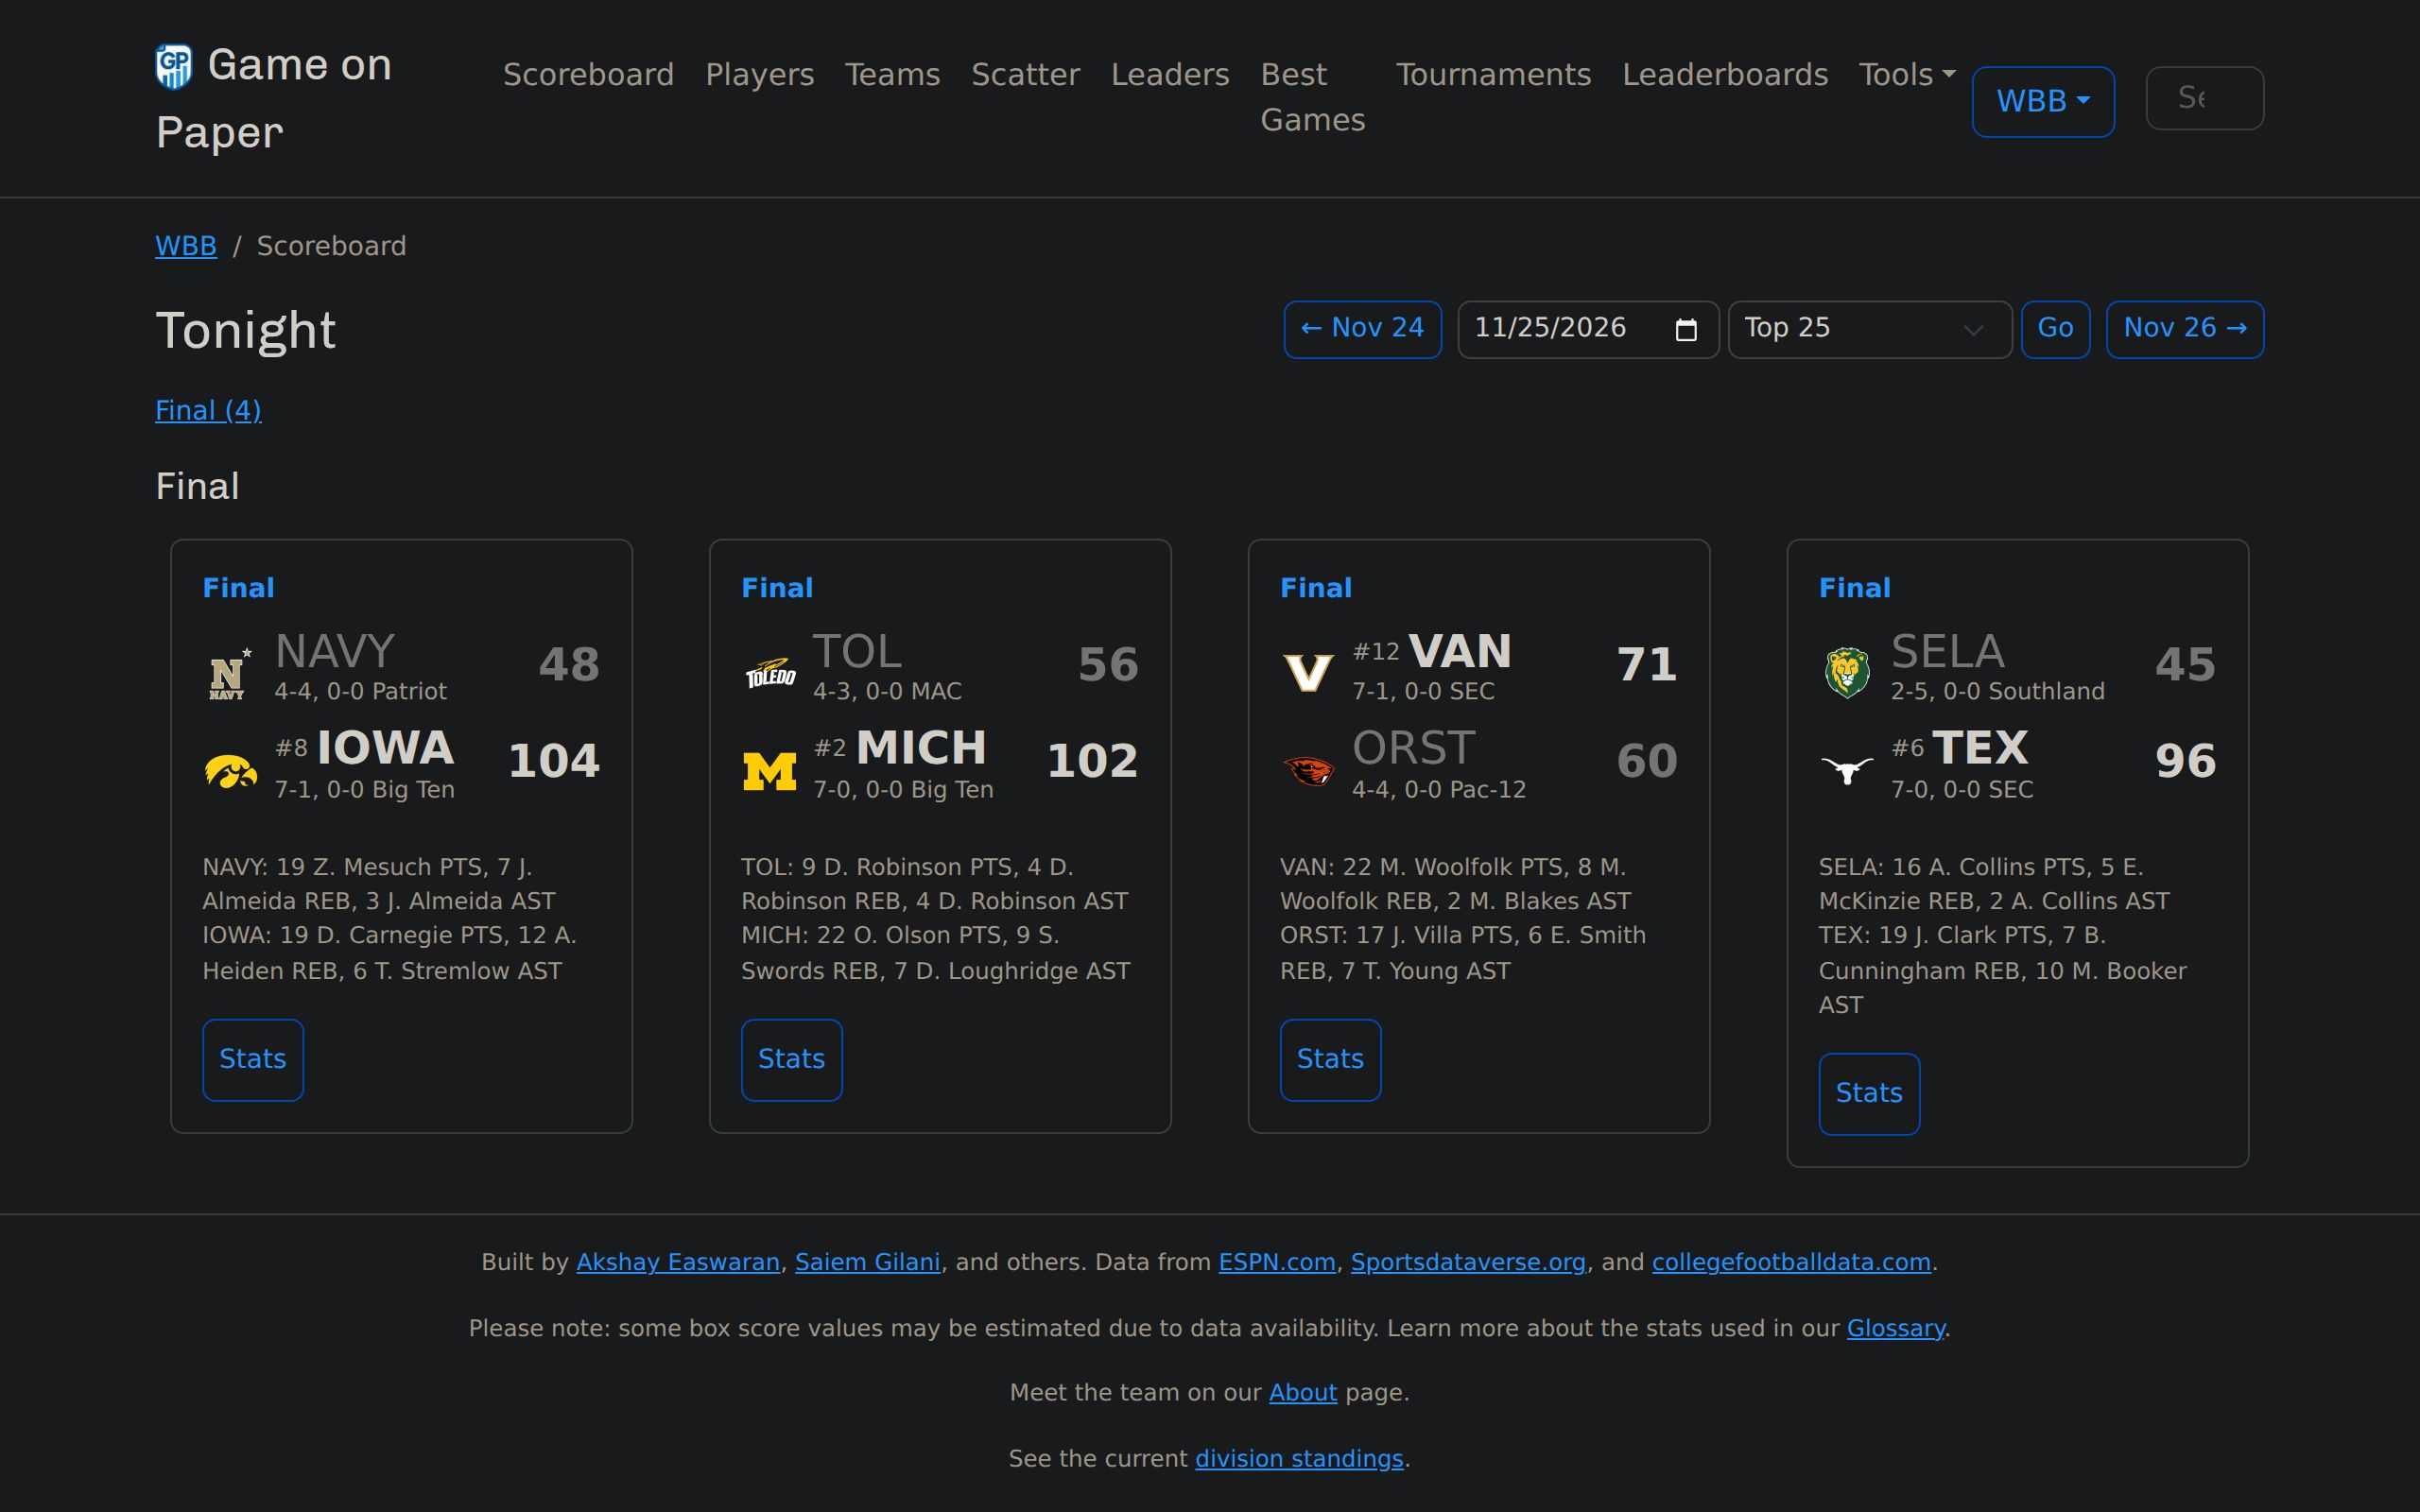 GP Game on
Paper
Scoreboard Players Teams Scatter Leaders Best Games Tournaments Leaderboards Tools WBB
WBB / Scoreboard
Tonight
← Nov 24 11/25/2026 Top 25 Go Nov 26 →
Final (4)
Final
Final
NAVY 48
4-4, 0-0 Patriot
#8 IOWA 104
7-1, 0-0 Big Ten
NAVY: 19 Z. Mesuch PTS, 7 J.
Almeida REB, 3 J. Almeida AST
IOWA: 19 D. Carnegie PTS, 12 A.
Heiden REB, 6 T. Stremlow AST
Stats
Final
TOL 56
4-3, 0-0 MAC
#2 MICH 102
7-0, 0-0 Big Ten
TOL: 9 D. Robinson PTS, 4 D.
Robinson REB, 4 D. Robinson AST
MICH: 22 O. Olson PTS, 9 S.
Swords REB, 7 D. Loughridge AST
Stats
Final
#12 VAN 71
7-1, 0-0 SEC
ORST 60
4-4, 0-0 Pac-12
VAN: 22 M. Woolfolk PTS, 8 M.
Woolfolk REB, 2 M. Blakes AST
ORST: 17 J. Villa PTS, 6 E. Smith
REB, 7 T. Young AST
Stats
Final
SELA 45
2-5, 0-0 Southland
#6 TEX 96
7-0, 0-0 SEC
SELA: 16 A. Collins PTS, 5 E.
McKinzie REB, 2 A. Collins AST
TEX: 19 J. Clark PTS, 7 B.
Cunningham REB, 10 M. Booker
AST
Stats
Built by Akshay Easwaran, Saiem Gilani, and others. Data from ESPN.com, Sportsdataverse.org, and collegefootballdata.com.
Please note: some box score values may be estimated due to data availability. Learn more about the stats used in our Glossary.
Meet the team on our About page.
See the current division standings.